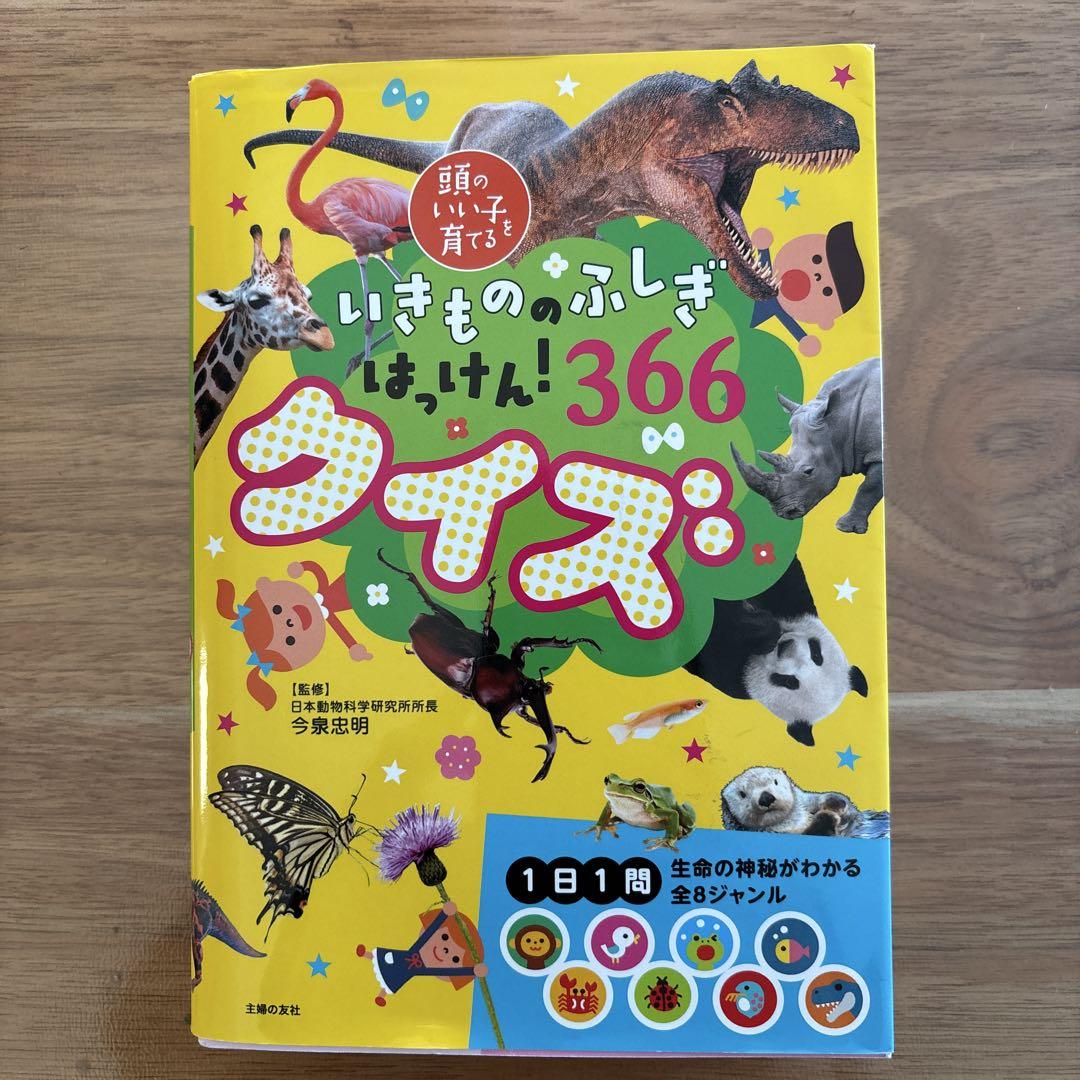 頭の
いい子を
育てる
いきもののふしぎ
はっけん!366
クイズ
【監修】
日本動物科学研究所所長
今泉忠明
1日1問
生命の神秘がわかる
全8ジャンル
主婦の友社